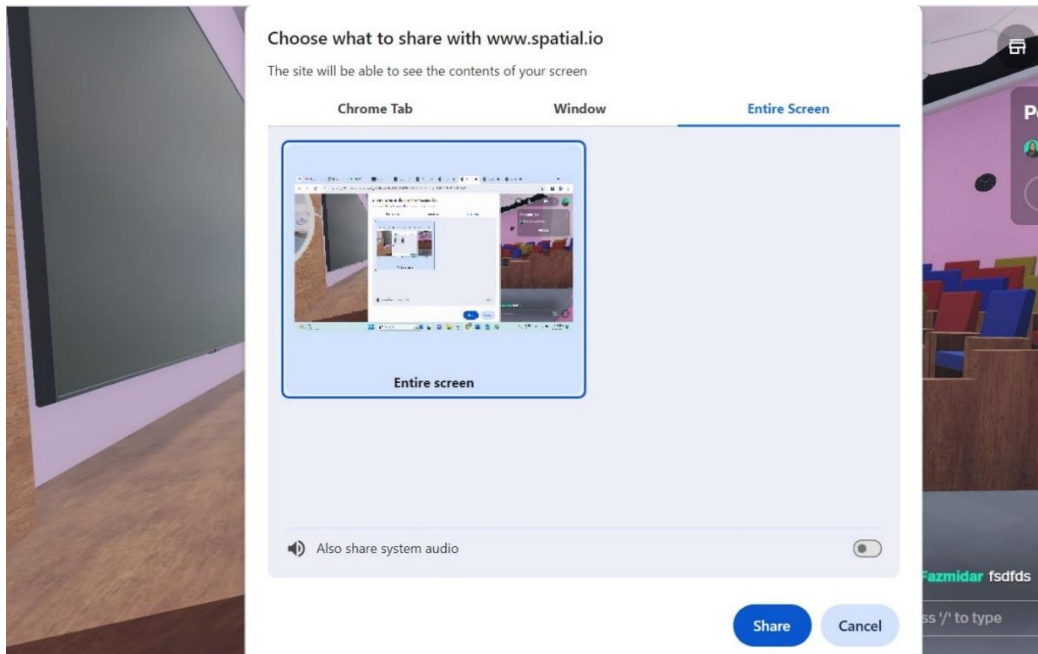 Choose what to share with www.spatial.io
The site will be able to see the contents of your screen
Chrome Tab Window Entire Screen
Entire screen
Also share system audio
Share Cancel
Fazmidar fsdfds
ss '/' to type